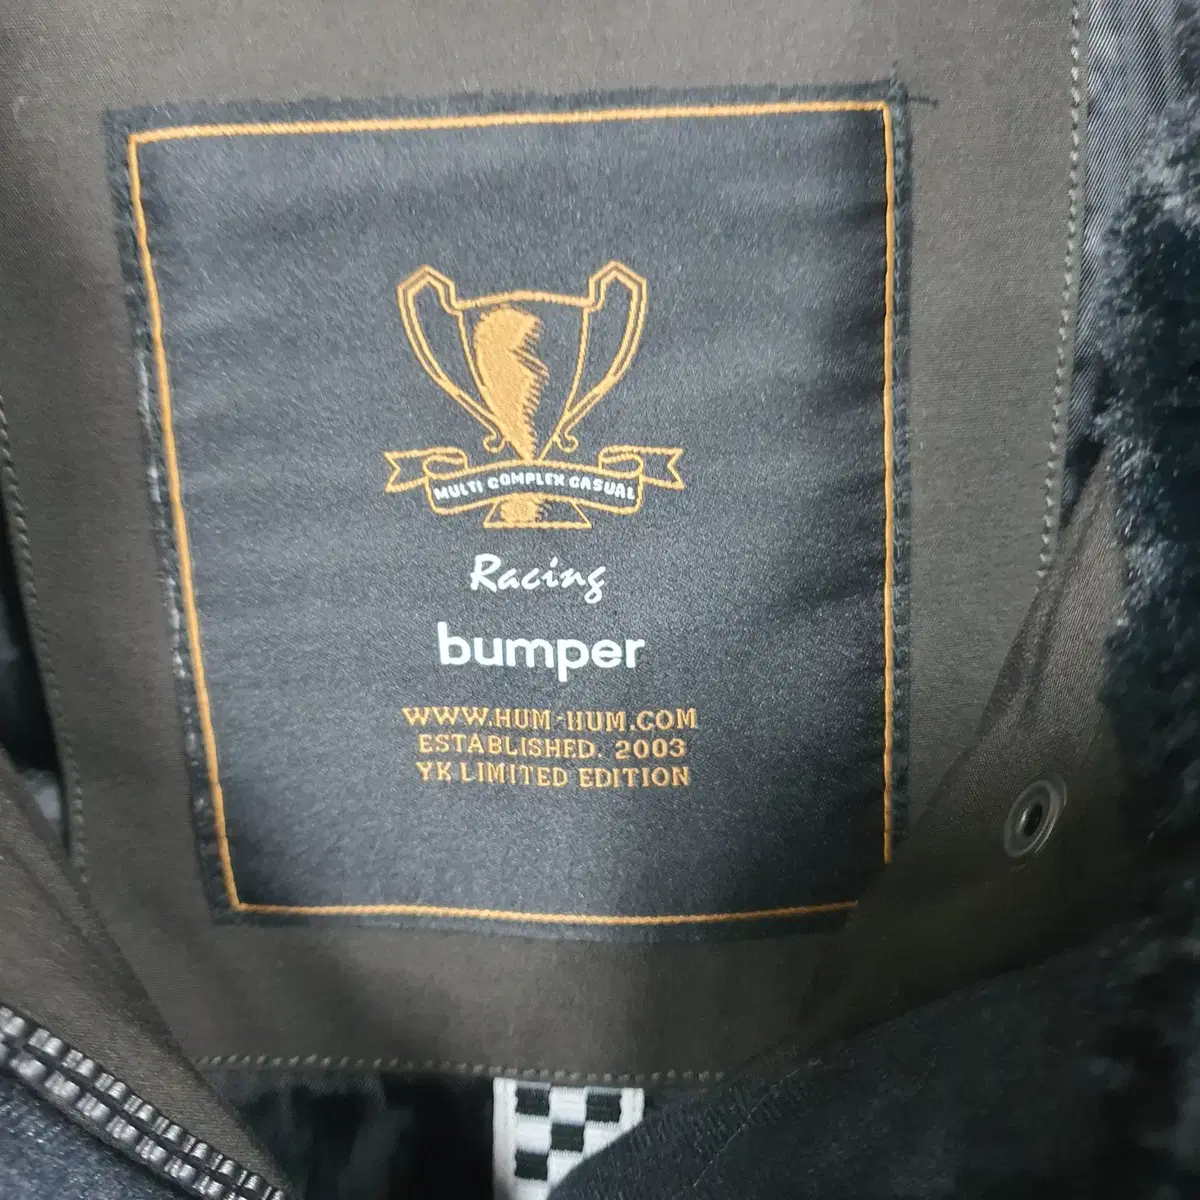 MULTI COMPLEX CASUAL
Racing
bumper
WWW.HUM-HUM.COM
ESTABLISHED. 2003
YK LIMITED EDITION